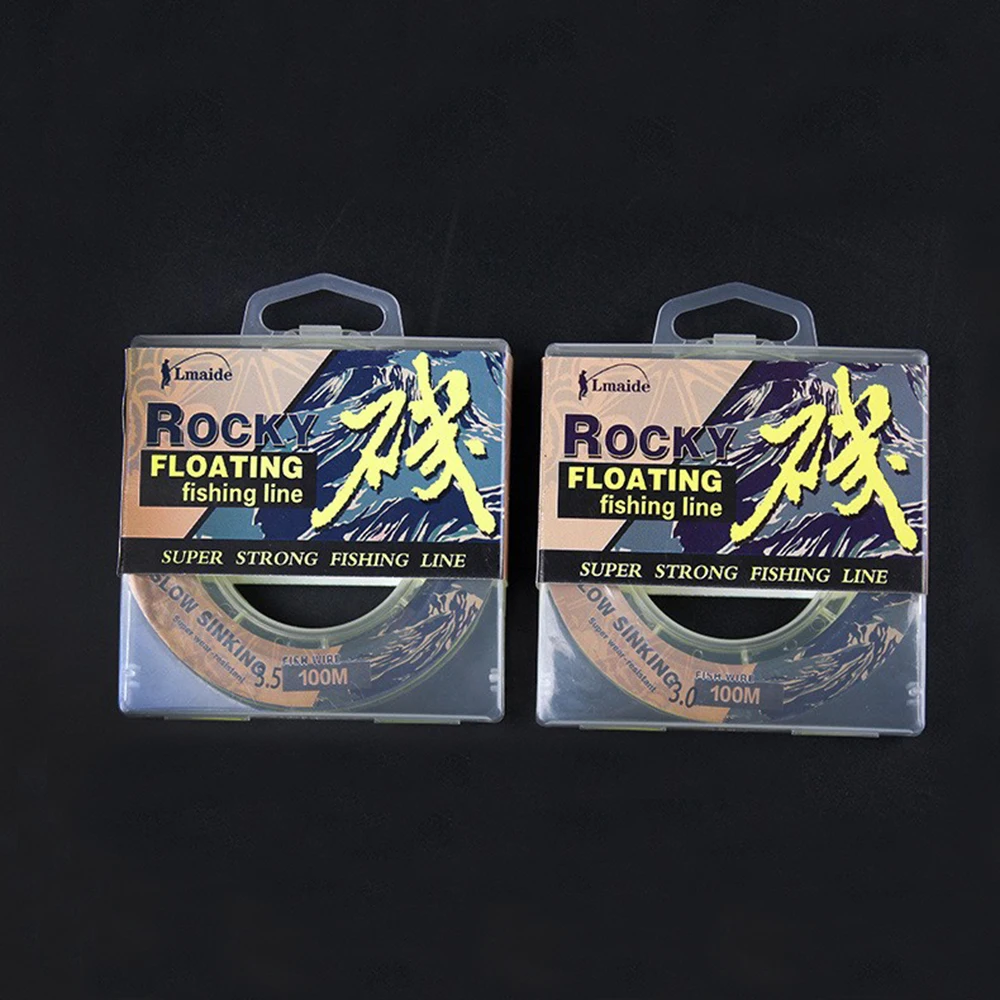 Lmaide
ROCKY
磯
FLOATING
fishing line
SUPER STRONG FISHING LINE
SLOW SINKING
Super wear-resistant
3.5
FISH WIRE
100M
Lmaide
ROCKY
磯
FLOATING
fishing line
SUPER STRONG FISHING LINE
SLOW SINKING
Super wear-resistant
3.0
FISH WIRE
100M